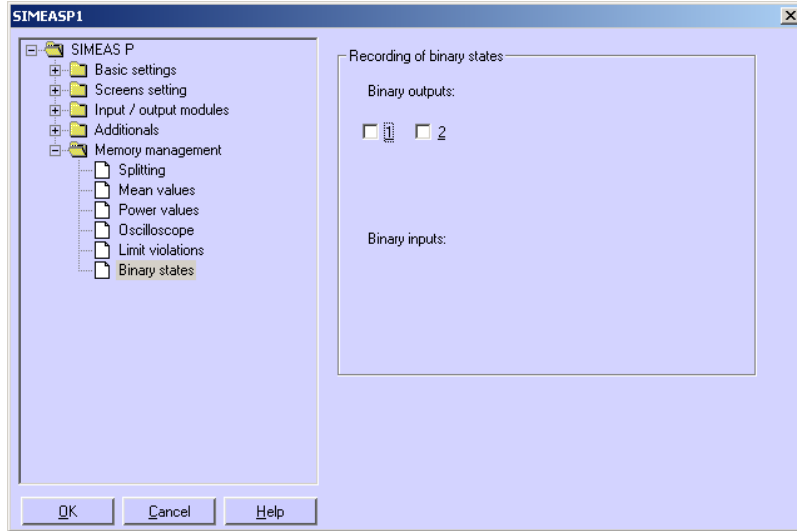 SIMEASP1
SIMEAS P
Basic settings
Screens setting
Input / output modules
Additionals
Memory management
Splitting
Mean values
Power values
Oscilloscope
Limit violations
Binary states
Recording of binary states
Binary outputs:
1 2
Binary inputs:
OK Cancel Help